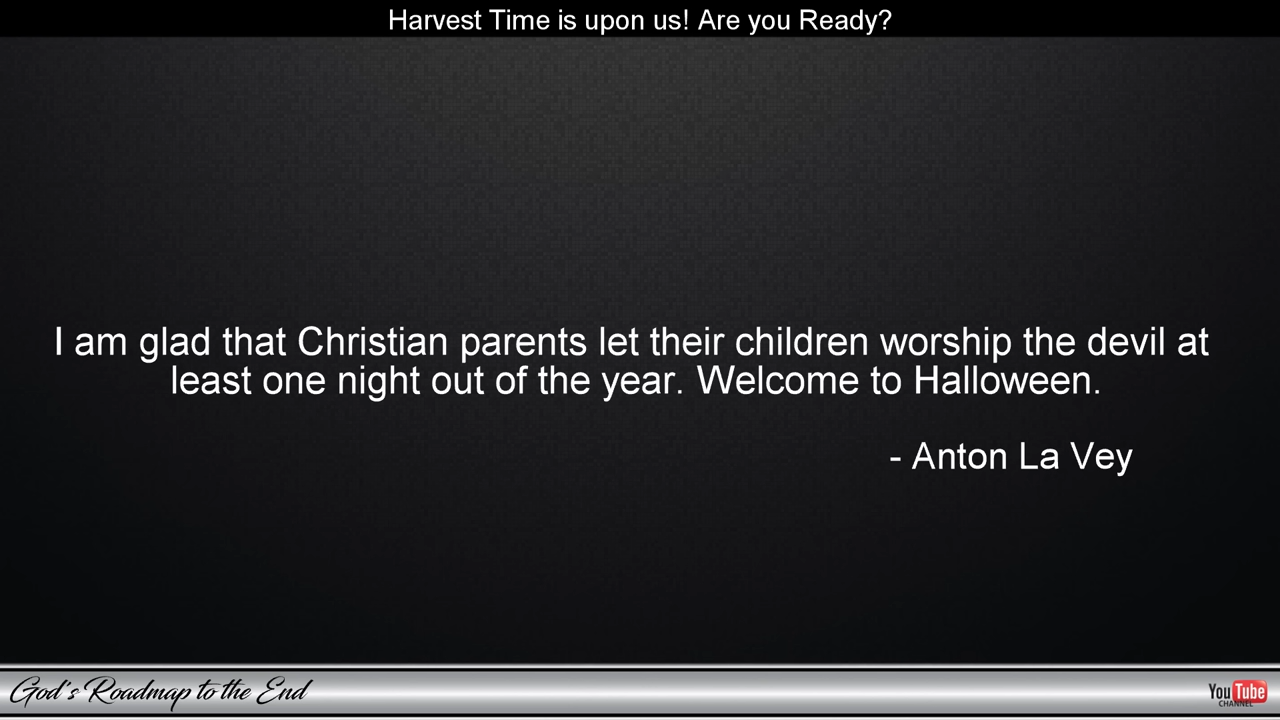 Harvest Time is upon us! Are you Ready?
I am glad that Christian parents let their children worship the devil at
least one night out of the year. Welcome to Halloween.
- Anton La Vey
God's Roadmap to the End
YouTube
CHANNEL